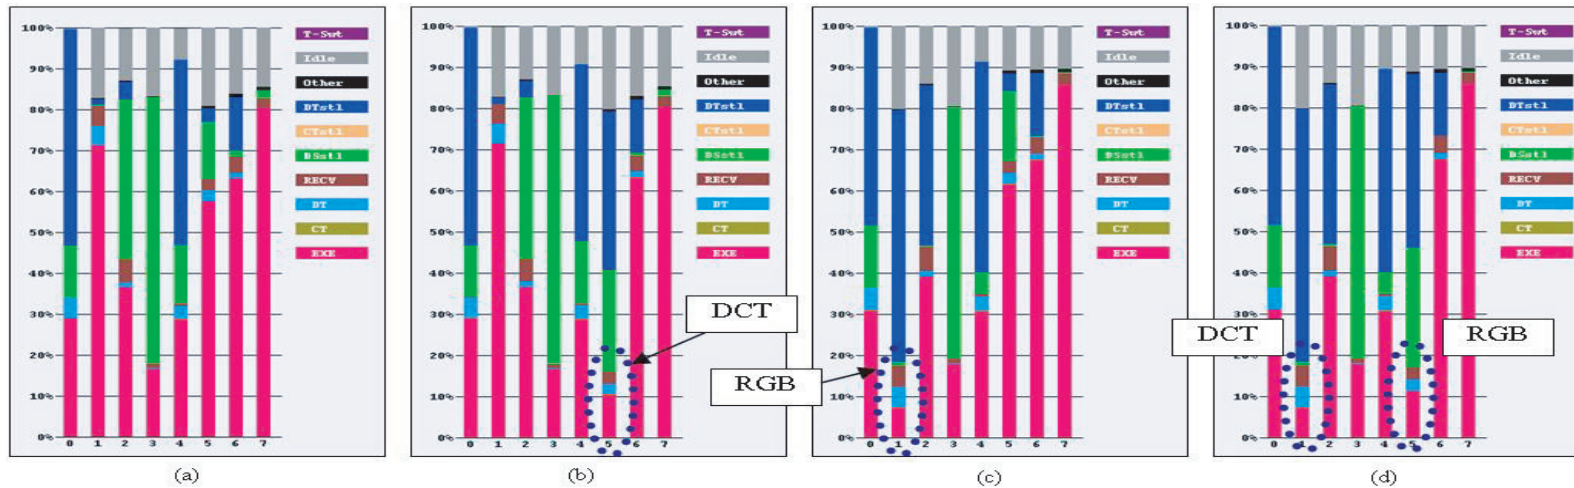 100%
90%
80%
70%
60%
50%
40%
30%
20%
10%
0%
0 1 2 3 4 5 6 7
T-Swt
Idle
Other
DTstl
CTstl
DSstl
RECV
DT
CT
EXE
(a)
100%
90%
80%
70%
60%
50%
40%
30%
20%
10%
0%
0 1 2 3 4 5 6 7
T-Swt
Idle
Other
DTstl
CTstl
DSstl
RECV
DT
CT
EXE
DCT
(b)
100%
90%
80%
70%
60%
50%
40%
30%
20%
10%
0%
0 1 2 3 4 5 6 7
T-Swt
Idle
Other
DTstl
CTstl
DSstl
RECV
DT
CT
EXE
RGB
(c)
100%
90%
80%
70%
60%
50%
40%
30%
20%
10%
0%
0 1 2 3 4 5 6 7
T-Swt
Idle
Other
DTstl
CTstl
DSstl
RECV
DT
CT
EXE
DCT
RGB
(d)